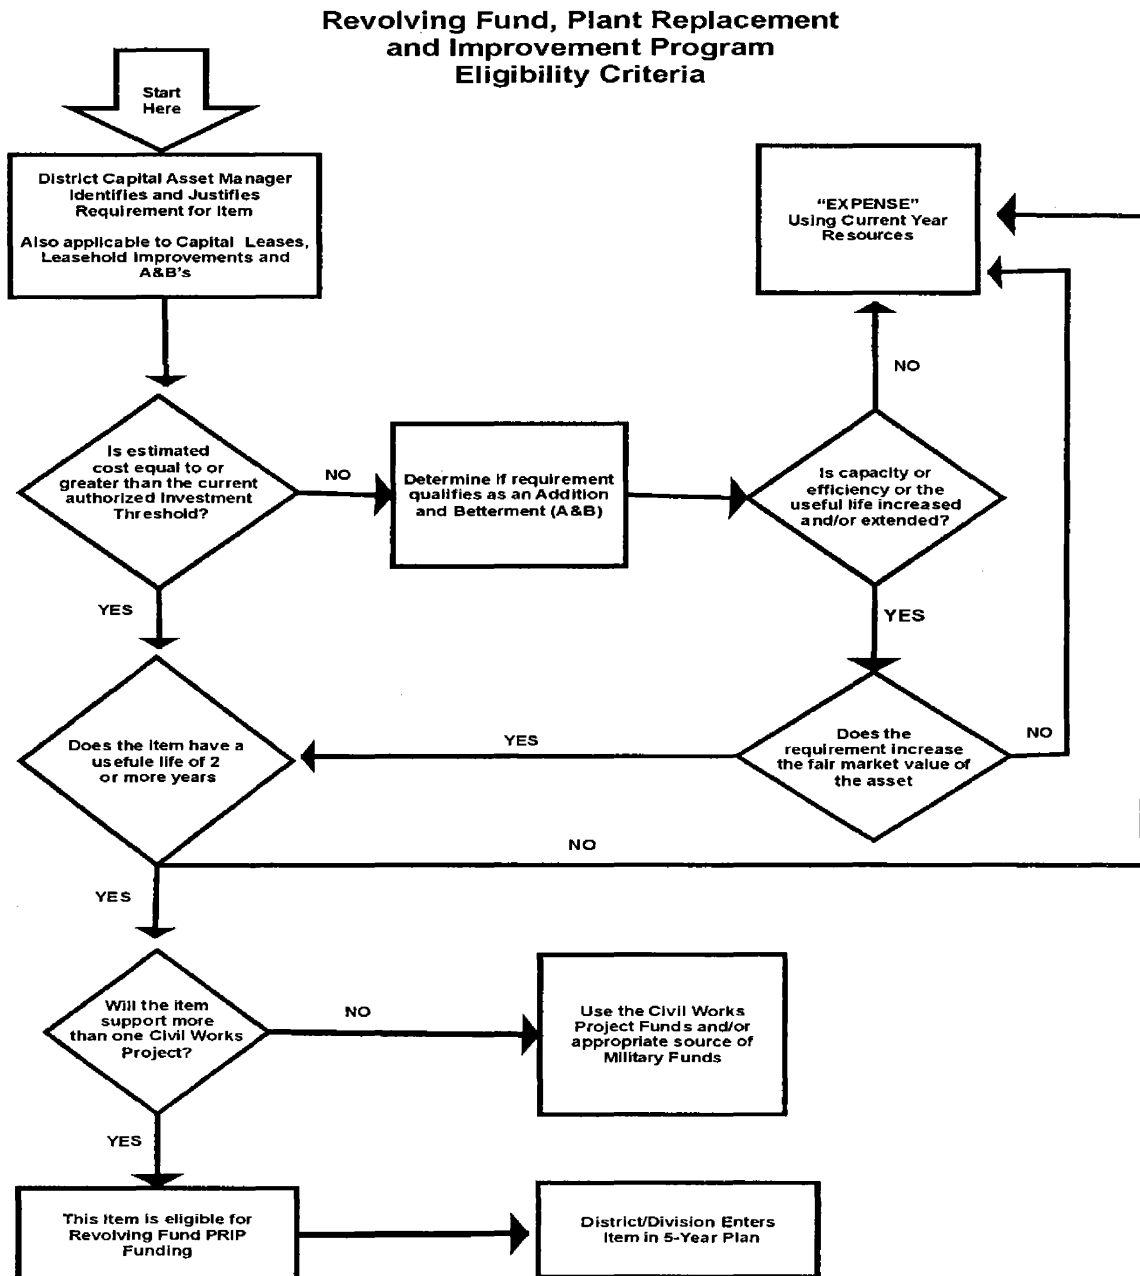 Revolving Fund, Plant Replacement
and Improvement Program
Eligibility Criteria
Start
Here
District Capital Asset Manager
Identifies and Justifies
Requirement for Item
Also applicable to Capital Leases,
Leasehold Improvements and
A&B's
"EXPENSE"
Using Current Year
Resources
NO
Is estimated
cost equal to or
greater than the current
authorized Investment
Threshold?
NO
Determine if requirement
qualifies as an Addition
and Betterment (A&B)
Is capacity or
efficiency or the
useful life increased
and/or extended?
YES
YES
Does the item have a
usefule life of 2
or more years
YES
Does the
requirement increase
the fair market value of
the asset
NO
NO
YES
Will the item
support more
than one Civil Works
Project?
NO
Use the Civil Works
Project Funds and/or
appropriate source of
Military Funds
YES
This Item is eligible for
Revolving Fund PRIP
Funding
District/Division Enters
Item in 5-Year Plan